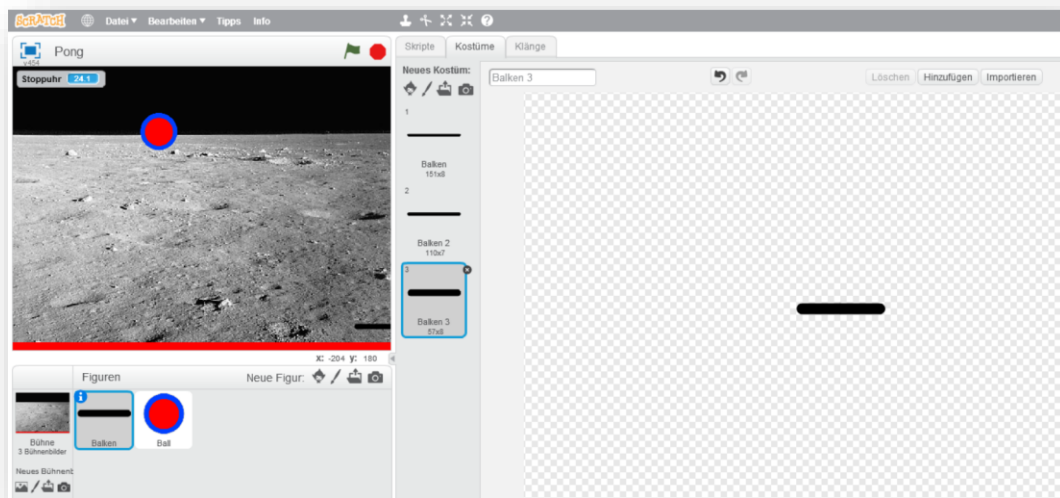 SCRATCH Datei Bearbeiten Tipps Info
Pong
v454
Stoppuhr 24.1
x: -204 y: 180
Figuren Neue Figur:
Bühne
3 Bühnenbilder
Neues Bühnenb
Balken
Ball
Skripte Kostüme Klänge
Neues Kostüm:
1
Balken
151x8
2
Balken 2
110x7
3
Balken 3
57x8
Balken 3 Löschen Hinzufügen Importieren